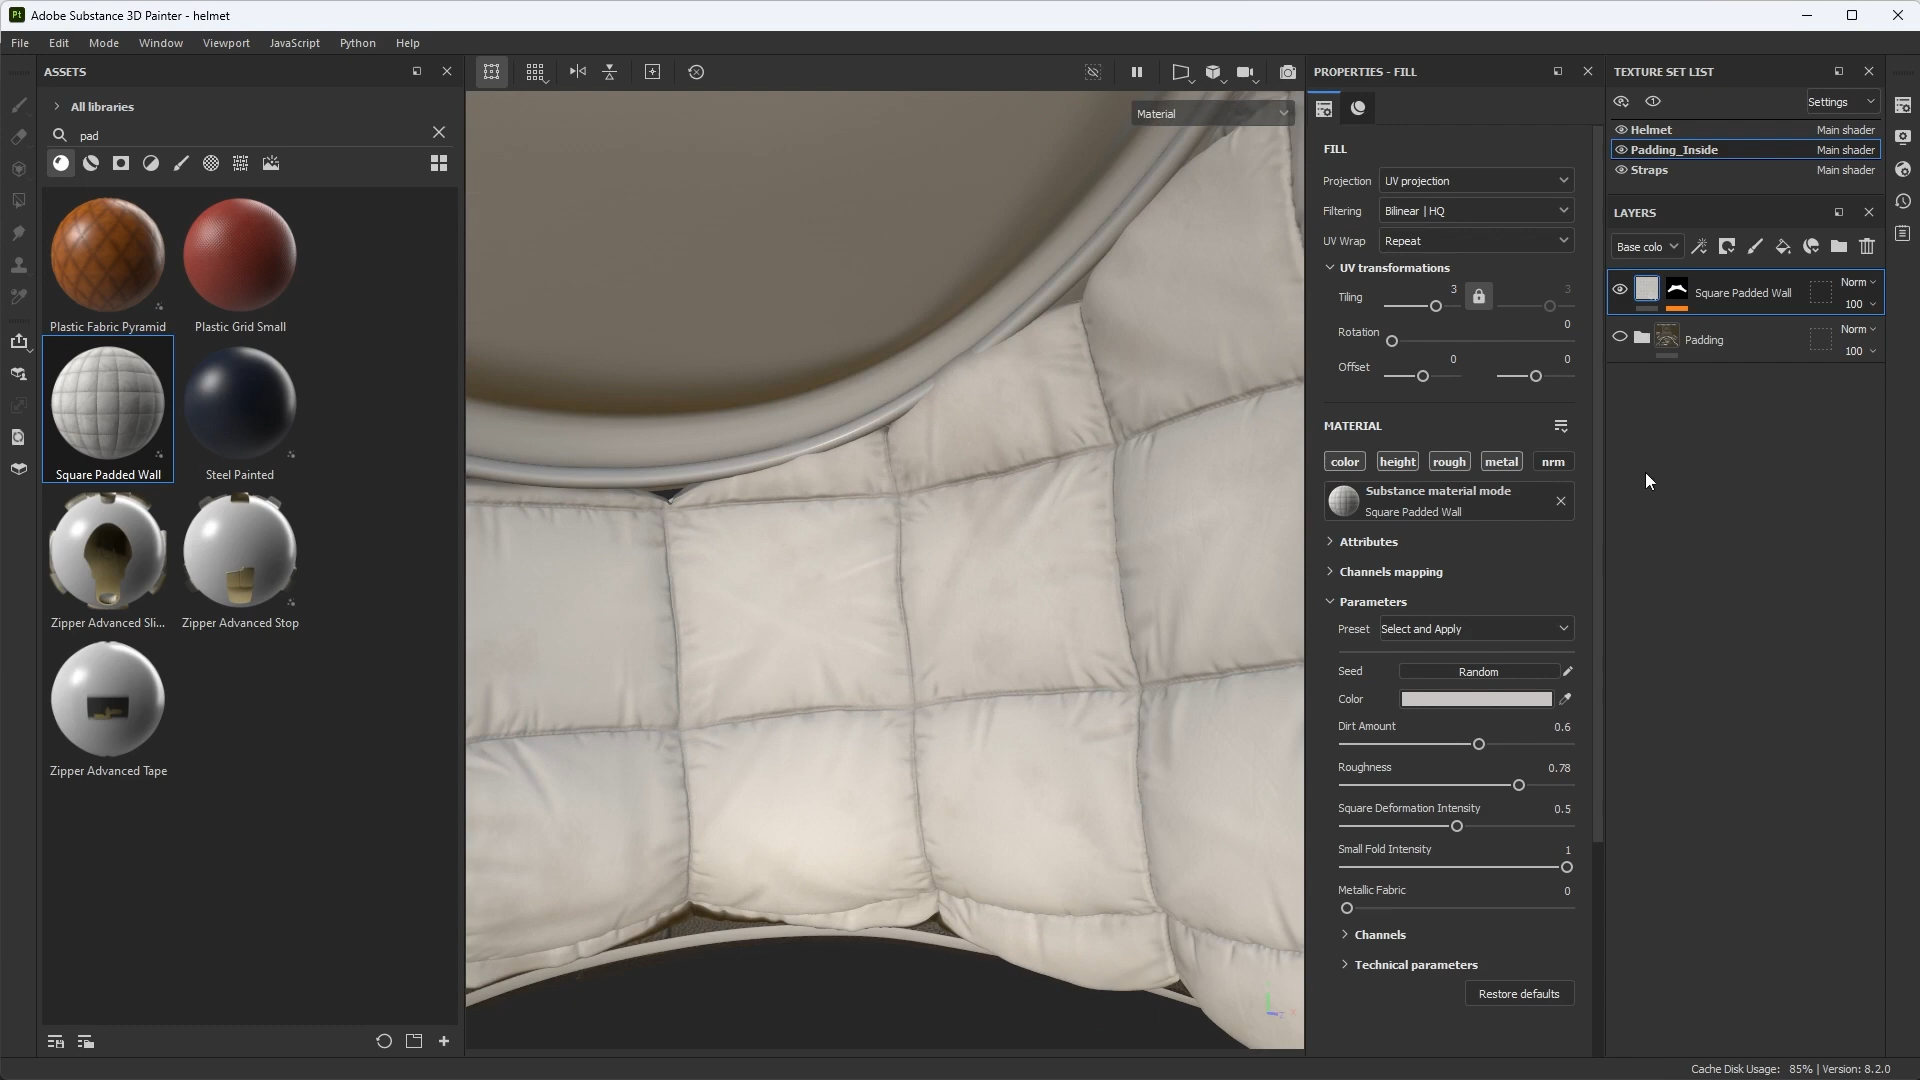 Pt Adobe Substance 3D Painter - helmet
File Edit Mode Window Viewport JavaScript Python Help
ASSETS
All libraries
pad
Plastic Fabric Pyramid
Plastic Grid Small
Square Padded Wall
Steel Painted
Zipper Advanced Sli...
Zipper Advanced Stop
Zipper Advanced Tape
Material
PROPERTIES - FILL
FILL
Projection UV projection
Filtering Bilinear | HQ
UV Wrap Repeat
UV transformations
Tiling 3 3
Rotation 0
Offset 0 0
MATERIAL
color height rough metal nrm
Substance material mode
Square Padded Wall
Attributes
Channels mapping
Parameters
Preset Select and Apply
Seed Random
Color
Dirt Amount 0.6
Roughness 0.78
Square Deformation Intensity 0.5
Small Fold Intensity 1
Metallic Fabric 0
Channels
Technical parameters
Restore defaults
TEXTURE SET LIST
Settings
Helmet Main shader
Padding_Inside Main shader
Straps Main shader
LAYERS
Base colo
Square Padded Wall Norm 100
Padding Norm 100
Cache Disk Usage: 85% | Version: 8.2.0